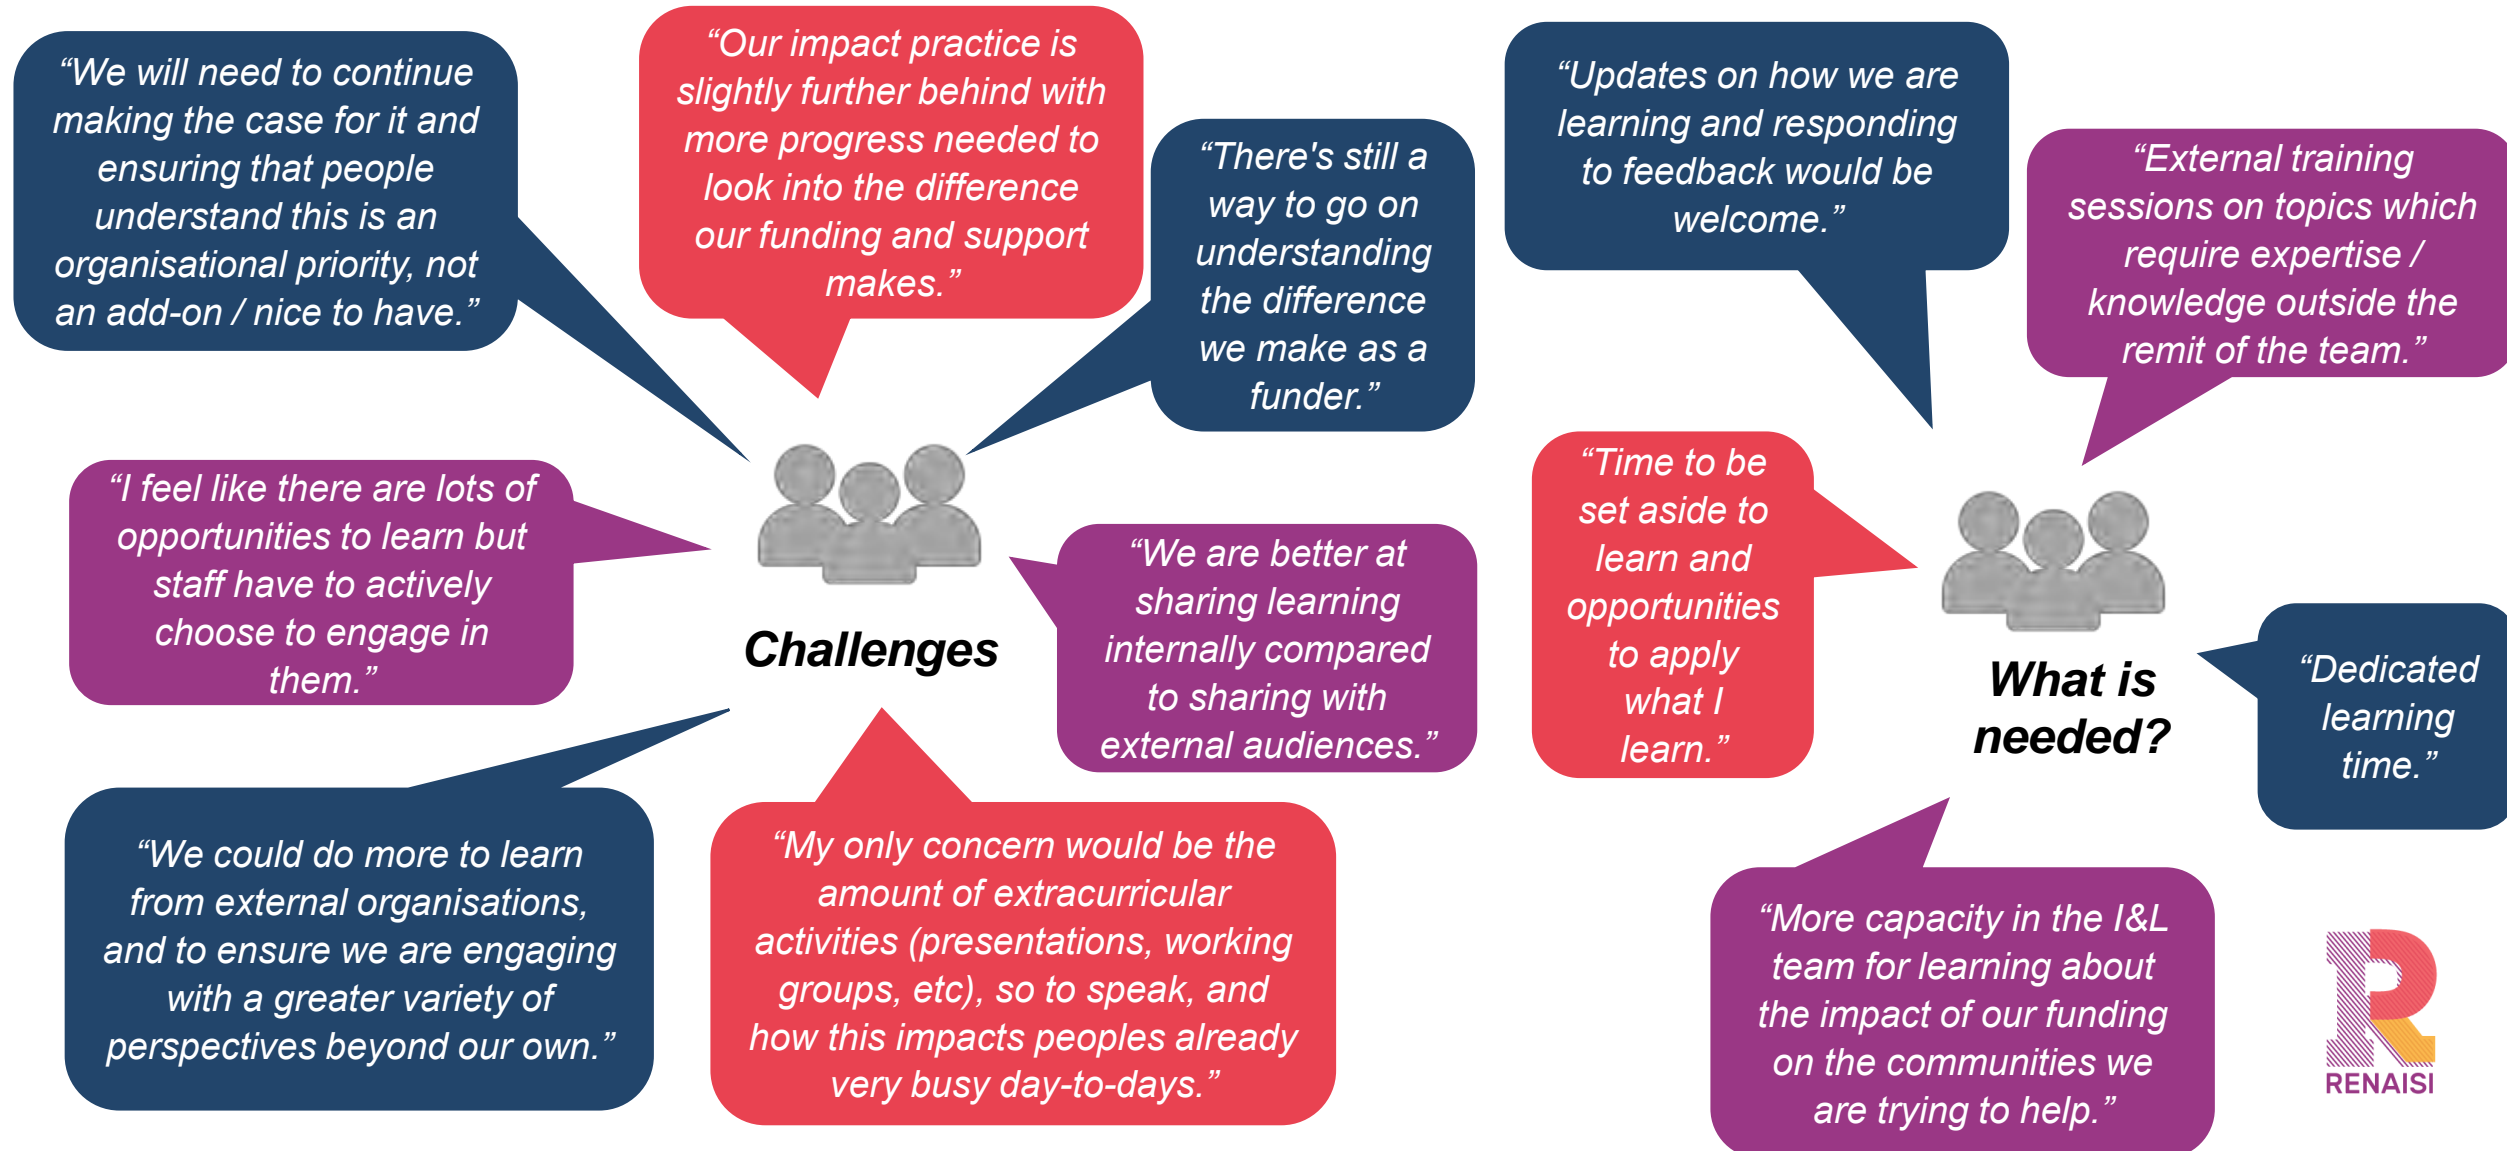 “We will need to continue
making the case for it and
ensuring that people
understand this is an
organisational priority, not
an add-on / nice to have.”
“Our impact practice is
slightly further behind with
more progress needed to
look into the difference
our funding and support
makes.”
“There's still a
way to go on
understanding
the difference
we make as a
funder.”
“I feel like there are lots of
opportunities to learn but
staff have to actively
choose to engage in
them.”
Challenges
“We are better at
sharing learning
internally compared
to sharing with
external audiences.”
“We could do more to learn
from external organisations,
and to ensure we are engaging
with a greater variety of
perspectives beyond our own.”
“My only concern would be the
amount of extracurricular
activities (presentations, working
groups, etc), so to speak, and
how this impacts peoples already
very busy day-to-days.”
“Updates on how we are
learning and responding
to feedback would be
welcome.”
“External training
sessions on topics which
require expertise /
knowledge outside the
remit of the team.”
“Time to be
set aside to
learn and
opportunities
to apply
what I
learn.”
What is
needed?
“Dedicated
learning
time.”
“More capacity in the I&L
team for learning about
the impact of our funding
on the communities we
are trying to help.”
R
RENAISI